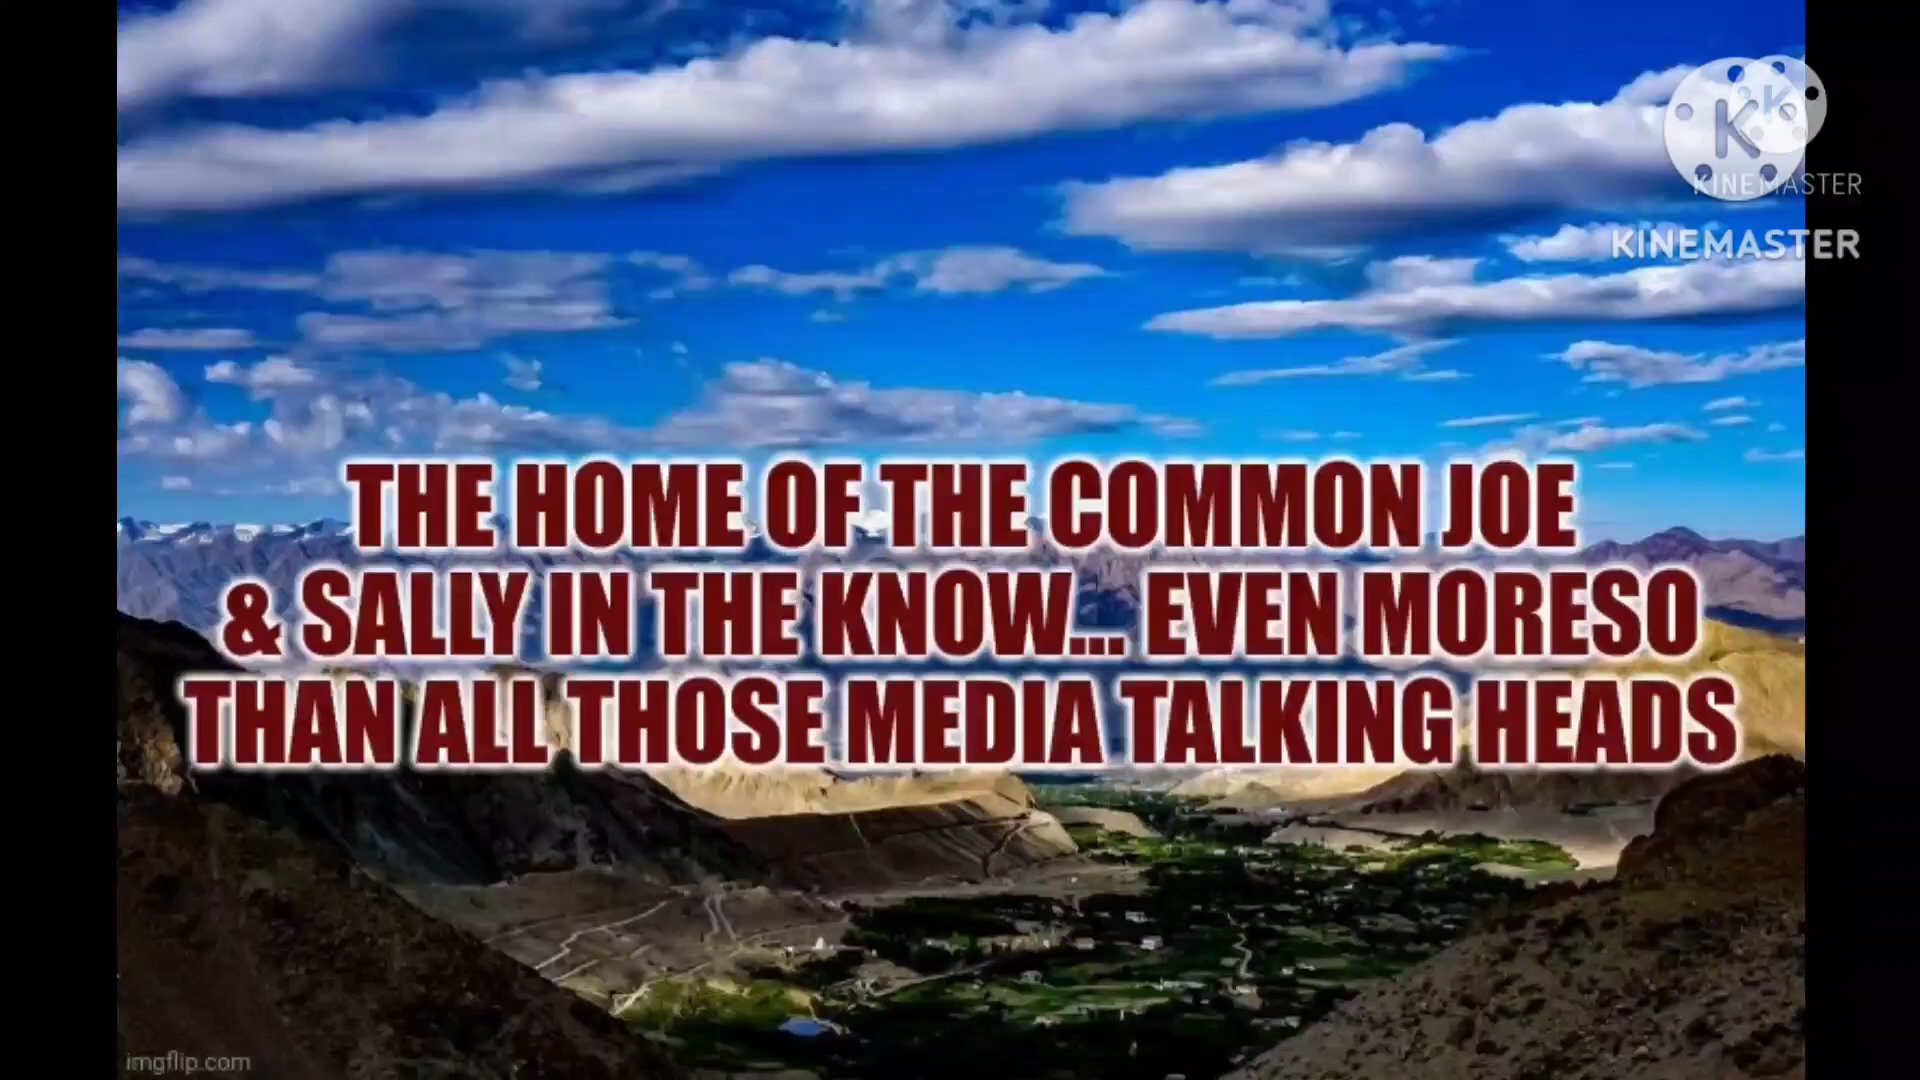 K K
KINEMASTER
KINEMASTER
THE HOME OF THE COMMON JOE
& SALLY IN THE KNOW... EVEN MORESO
THAN ALL THOSE MEDIA TALKING HEADS
imgflip.com